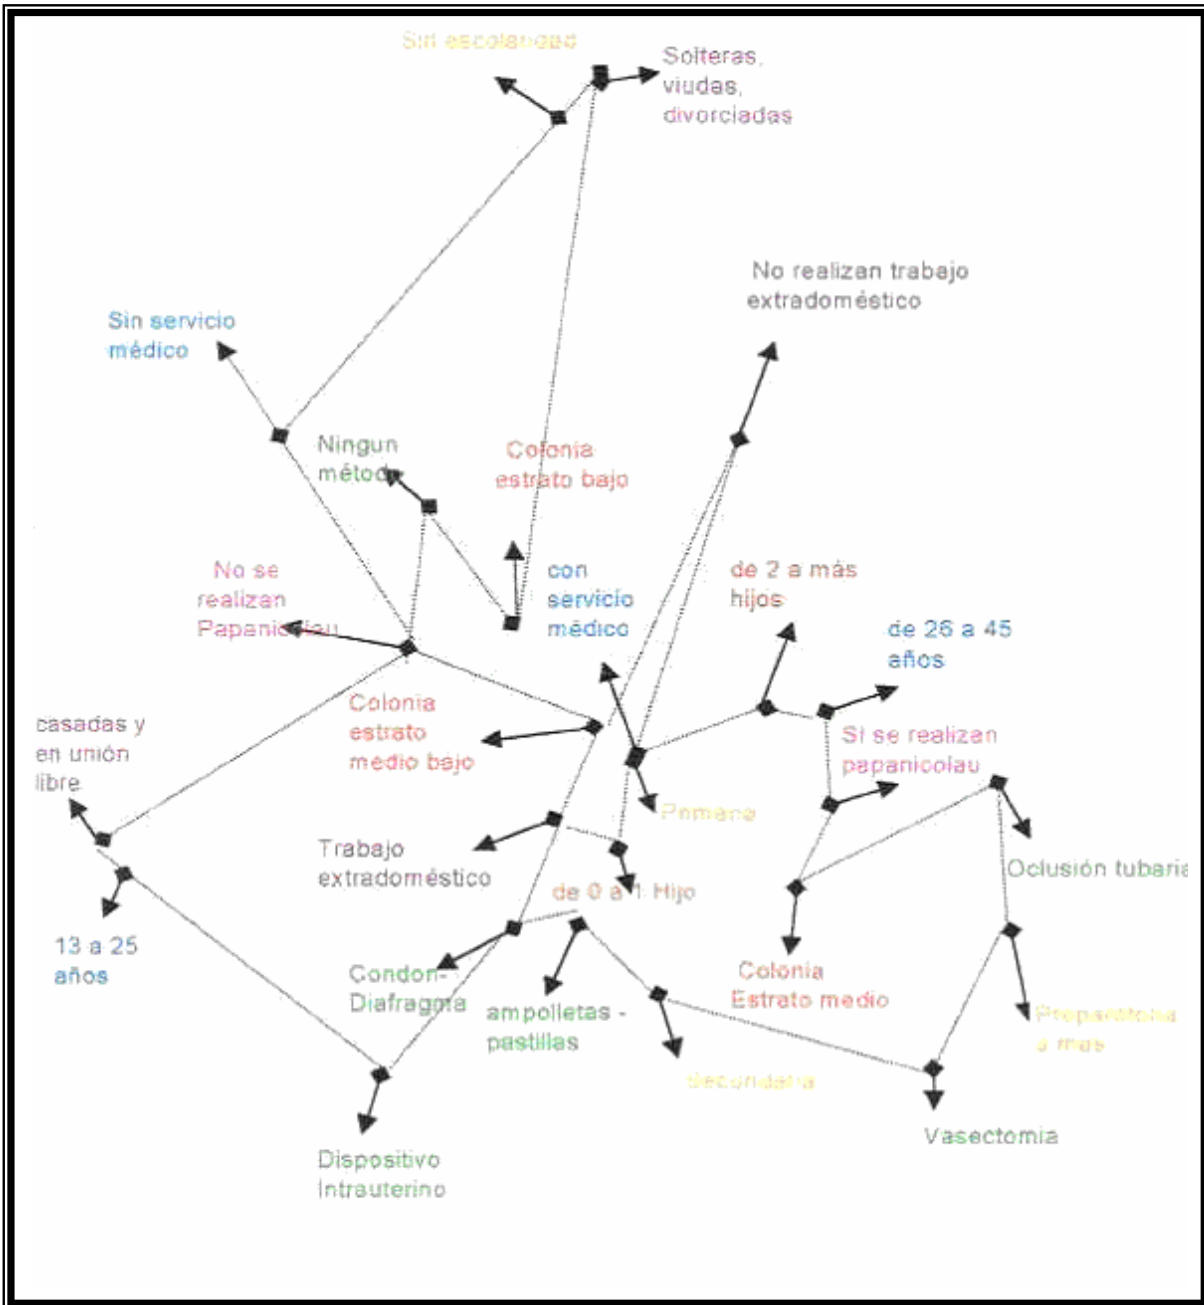 Sin escolaridad
Solteras,
viudas,
divorciadas
No realizan trabajo
extradoméstico
Sin servicio
médico
Ningun
método
Colonia
estrato bajo
No se
realizan
Papanicolau
con
servicio
médico
de 2 a más
hijos
de 26 a 45
años
casadas y
en unión
libre
Colonia
estrato
medio bajo
Si se realizan
papanicolau
Primaria
Trabajo
extradoméstico
de 0 a 1 Hijo
Oclusión tubaria
13 a 25
años
Condon-
Diafragma
ampolletas -
pastillas
Colonia
Estrato medio
Preparatoria
a mas
Secundaria
Vasectomia
Dispositivo
Intrauterino